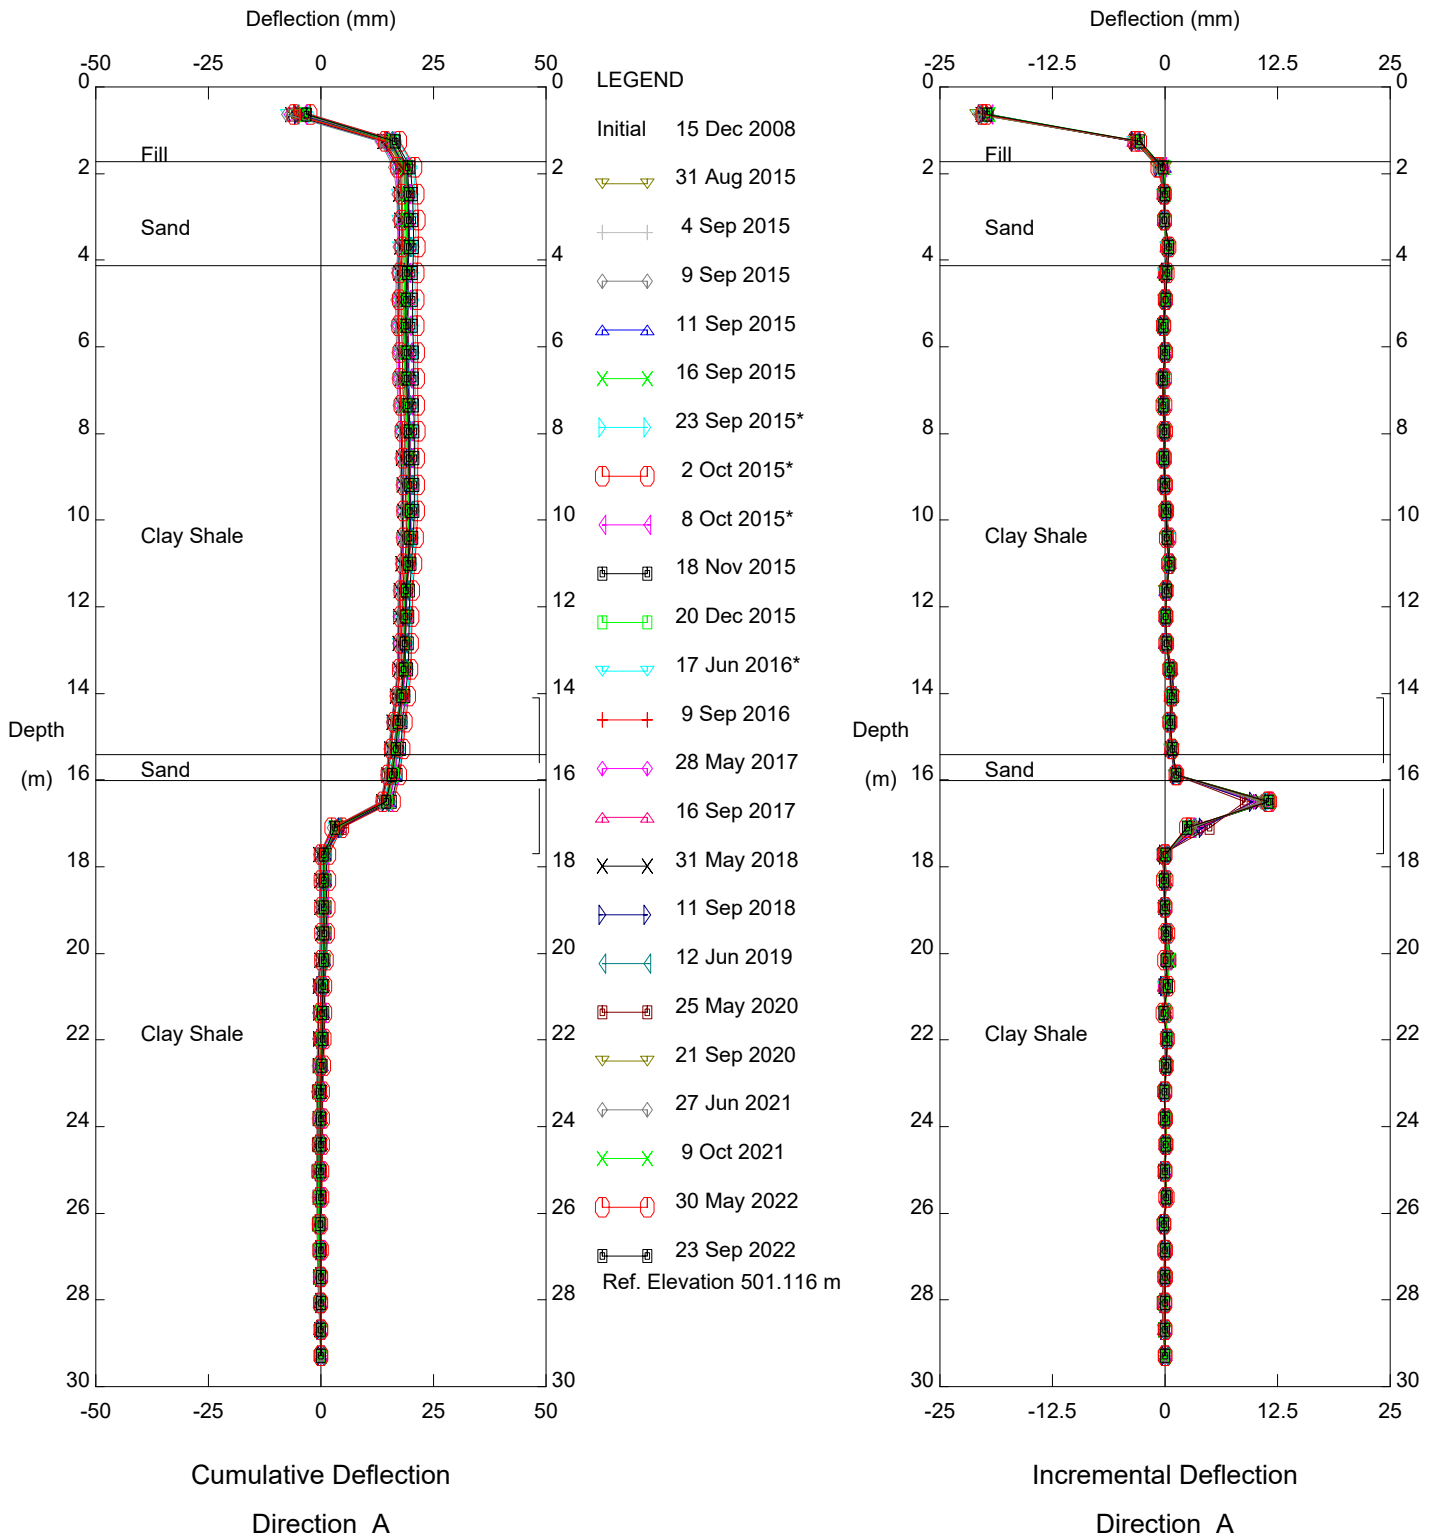 Deflection (mm)
-50 -25 0 25 50
0 0
Fill
2 2
Sand
4 4
6 6
8 8
10 10
Clay Shale
12 12
14 14
Depth
(m)
Sand
16 16
18 18
20 20
Clay Shale
22 22
24 24
26 26
28 28
30 30
-50 -25 0 25 50
Cumulative Deflection
Direction A
LEGEND
Initial 15 Dec 2008
31 Aug 2015
4 Sep 2015
9 Sep 2015
11 Sep 2015
16 Sep 2015
23 Sep 2015*
2 Oct 2015*
8 Oct 2015*
18 Nov 2015
20 Dec 2015
17 Jun 2016*
9 Sep 2016
28 May 2017
16 Sep 2017
31 May 2018
11 Sep 2018
12 Jun 2019
25 May 2020
21 Sep 2020
27 Jun 2021
9 Oct 2021
30 May 2022
23 Sep 2022
Ref. Elevation 501.116 m
Deflection (mm)
-25 -12.5 0 12.5 25
0 0
Fill
2 2
Sand
4 4
6 6
8 8
10 10
Clay Shale
12 12
14 14
Depth
(m)
Sand
16 16
18 18
20 20
Clay Shale
22 22
24 24
26 26
28 28
30 30
-25 -12.5 0 12.5 25
Incremental Deflection
Direction A